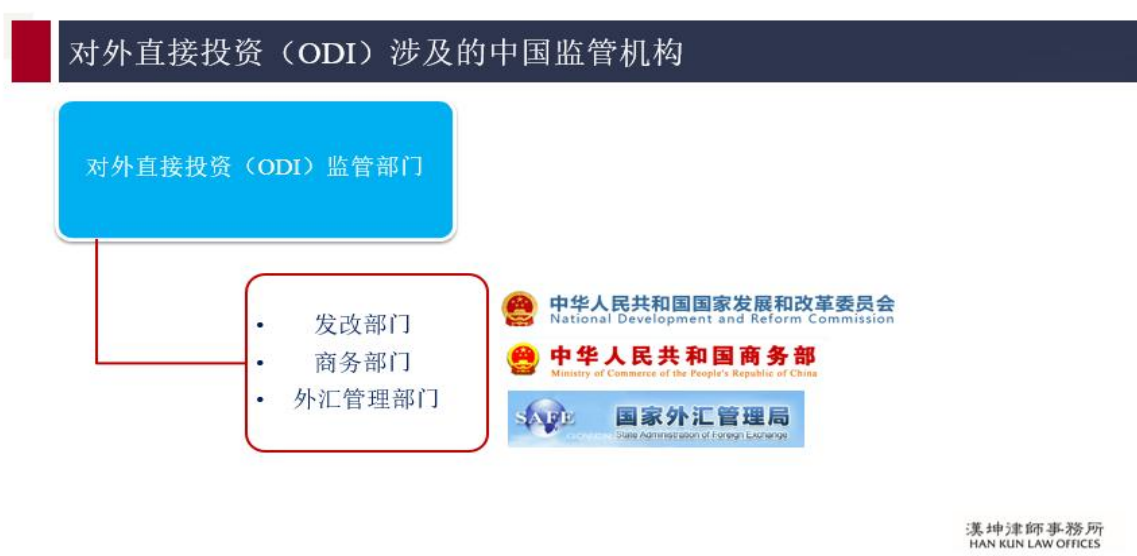 对外直接投资（ODI）涉及的中国监管机构
对外直接投资（ODI）监管部门
• 发改部门
• 商务部门
• 外汇管理部门
中华人民共和国国家发展和改革委员会
National Development and Reform Commission
中华人民共和国商务部
Ministry of Commerce of the People's Republic of China
SAFE 国家外汇管理局
State Administration of Foreign Exchange
漢坤津師事務所
HAN KUN LAW OFFICES